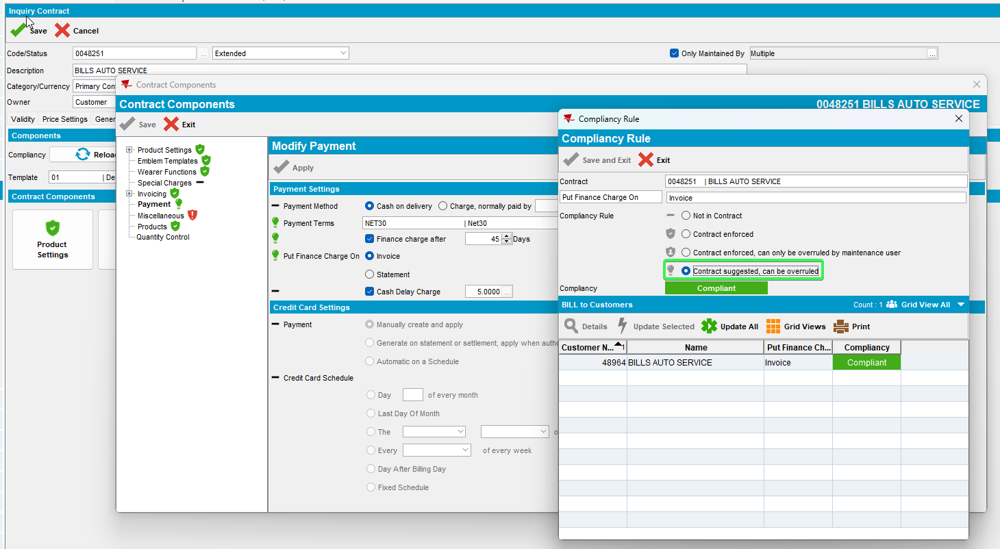 Inquiry Contract
Save Cancel
Code/Status 0048251 ... Extended Only Maintained By Multiple ...
Description BILLS AUTO SERVICE
Category/Currency Primary Con
Owner Customer
Validity Price Settings Gener
Components
Compliancy Reloa
Template 01 | De
Contract Components
Product
Settings
Contract Components
Contract Components 0048251 BILLS AUTO SERVICE
Save Exit
Product Settings
Emblem Templates
Wearer Functions
Special Charges
Invoicing
Payment
Miscellaneous
Products
Quantity Control
Modify Payment
Apply
Payment Settings
Payment Method Cash on delivery Charge, normally paid by
Payment Terms NET30 | Net30
Finance charge after 45 Days
Put Finance Charge On Invoice
Statement
Cash Delay Charge 5.0000 ...
Credit Card Settings
Payment Manually create and apply
Generate on statement or settlement, apply when autho
Automatic on a Schedule
Credit Card Schedule
Day of every month
Last Day Of Month
The o
Every of every week
Day After Billing Day
Fixed Schedule
Compliancy Rule
Compliancy Rule
Save and Exit Exit
Contract 0048251 | BILLS AUTO SERVICE
Put Finance Charge On Invoice
Compliancy Rule Not in Contract
Contract enforced
Contract enforced, can only be overruled by maintenance user
Contract suggested, can be overruled
Compliancy Compliant
BILL to Customers Count : 1 Grid View All
Details Update Selected Update All Grid Views Print
Customer N... 1 Name Put Finance Ch... Compliancy
48964 BILLS AUTO SERVICE Invoice Compliant